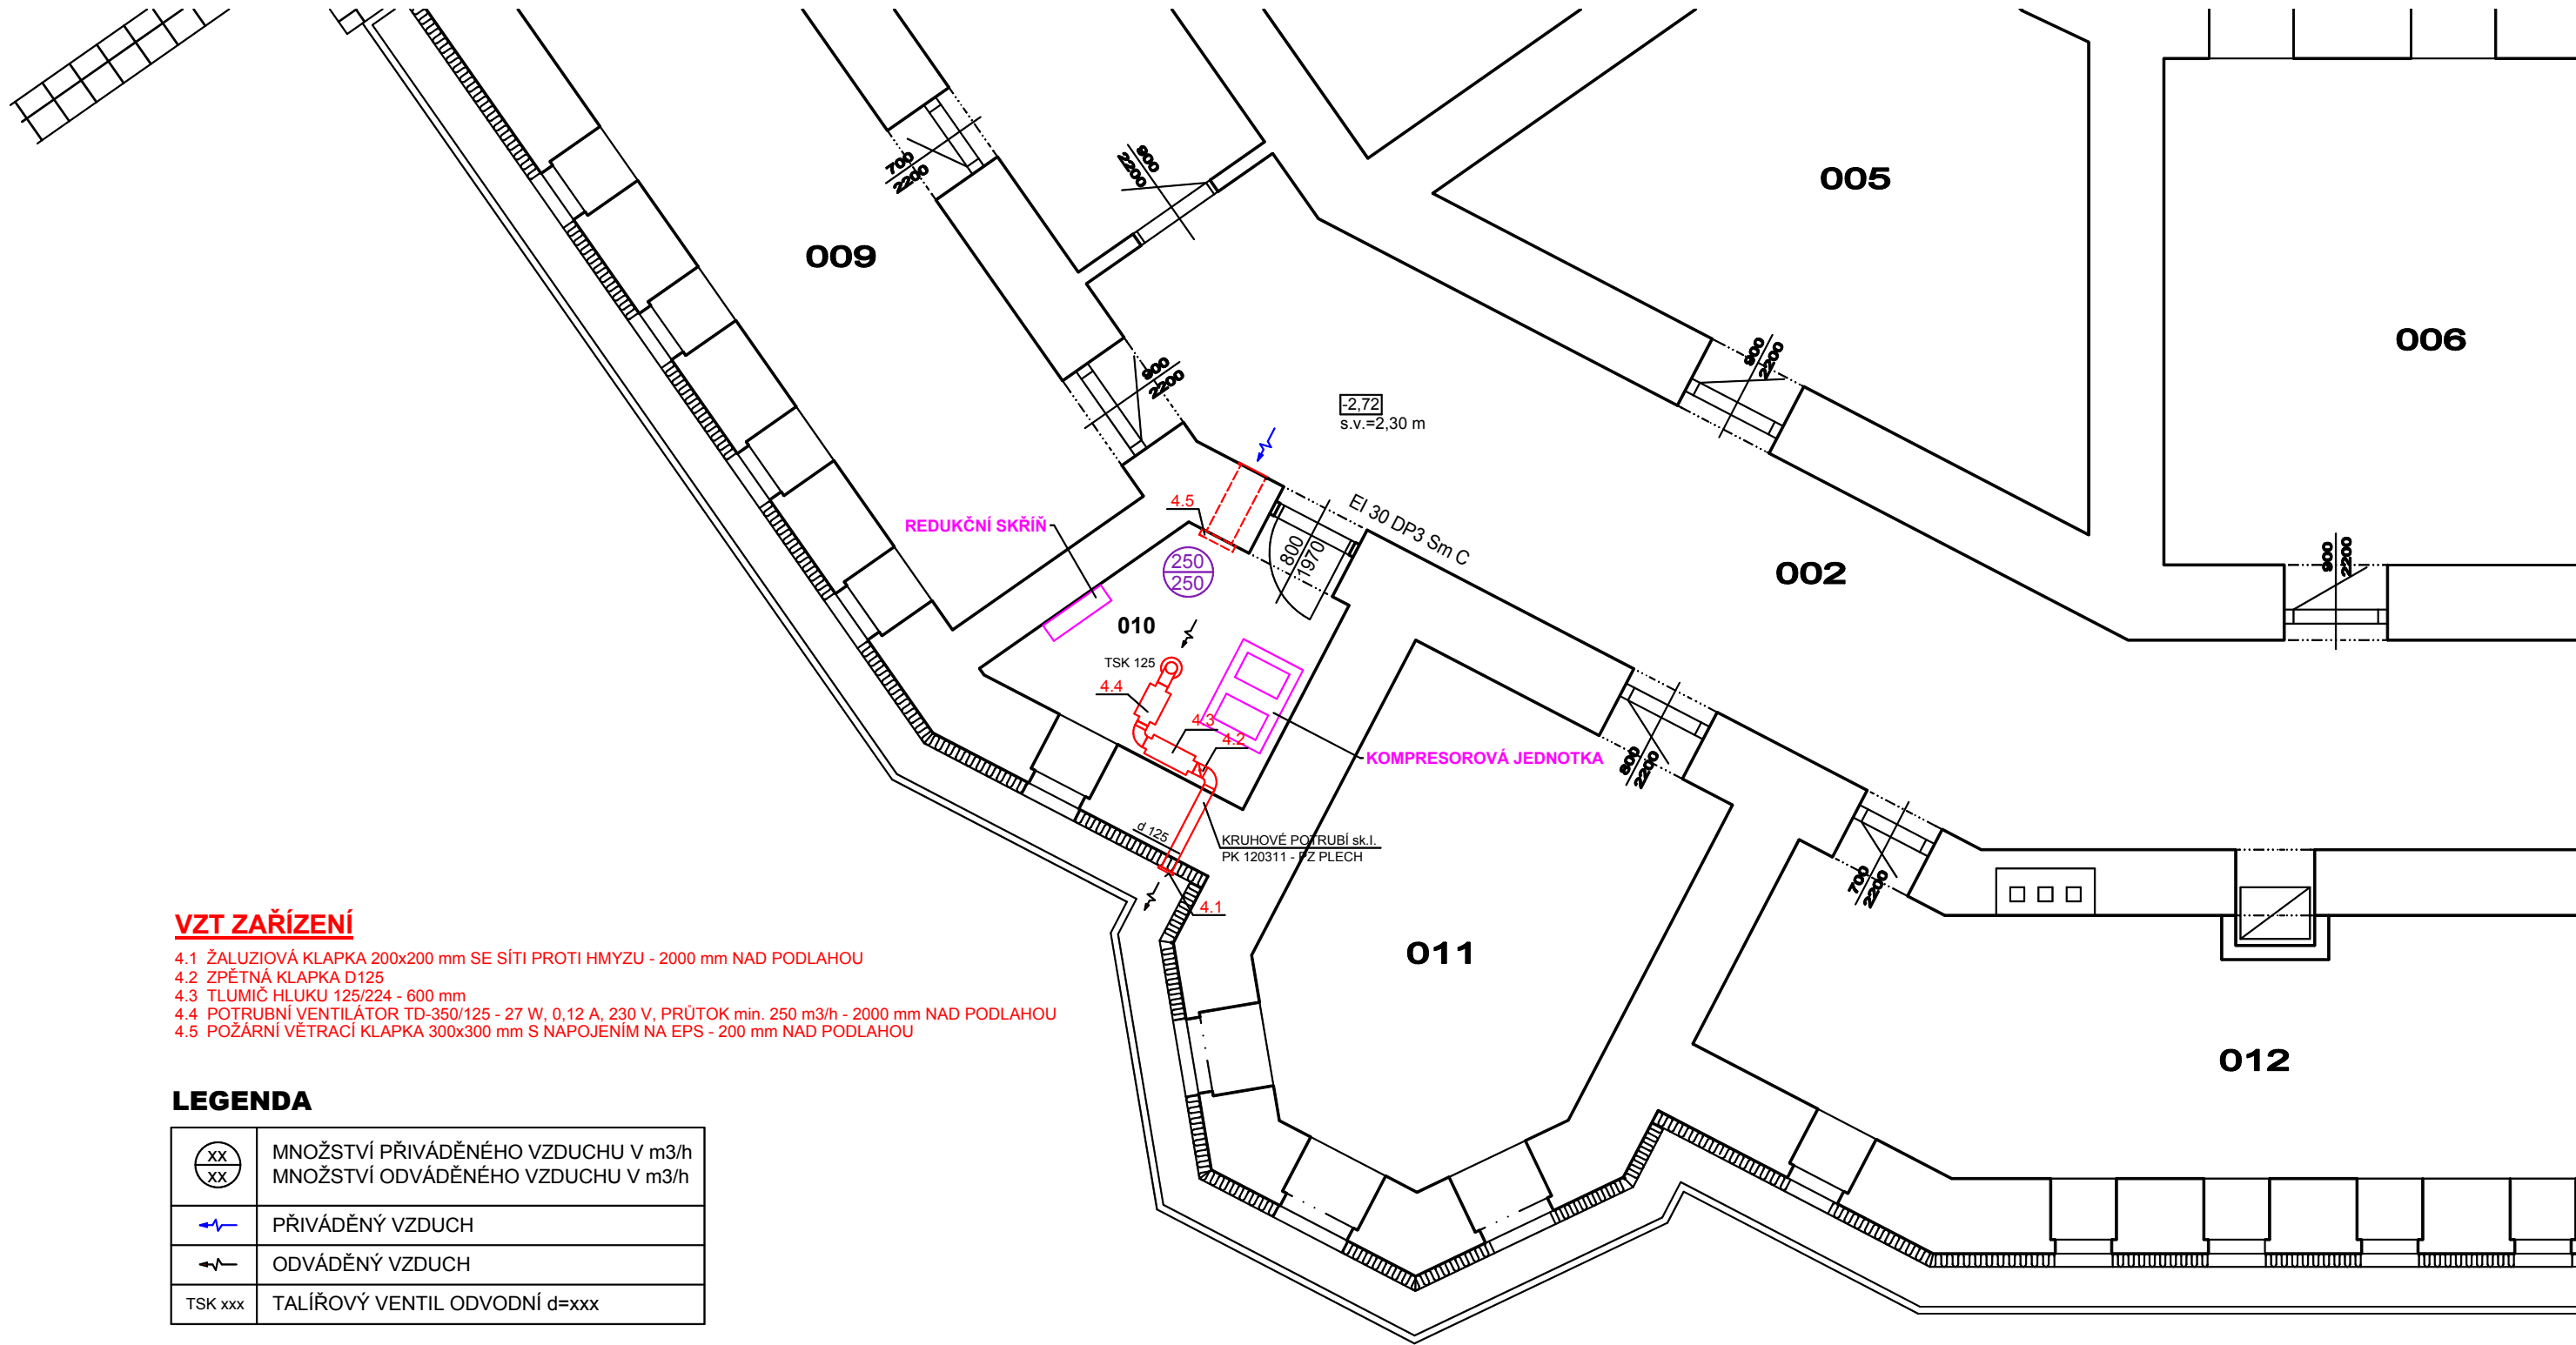 700
2200
900
2200
005
009
006
900
2200
900
2200
-2,72
s.v.=2,30 m
4.5
EI 30 DP3 Sm C
REDUKČNÍ SKŘÍŇ
800
1970
250
250
002
900
2200
010
TSK 125
4.4
4.3
4.2
KOMPRESOROVÁ JEDNOTKA
800
2200
d 125
KRUHOVÉ POTRUBÍ sk.I.
PK 120311 - PZ PLECH
700
2200
4.1
011
012
VZT ZAŘÍZENÍ
4.1 ŽALUZIOVÁ KLAPKA 200x200 mm SE SÍTI PROTI HMYZU - 2000 mm NAD PODLAHOU
4.2 ZPĚTNÁ KLAPKA D125
4.3 TLUMIČ HLUKU 125/224 - 600 mm
4.4 POTRUBNÍ VENTILÁTOR TD-350/125 - 27 W, 0,12 A, 230 V, PRŮTOK min. 250 m3/h - 2000 mm NAD PODLAHOU
4.5 POŽÁRNÍ VĚTRACÍ KLAPKA 300x300 mm S NAPOJENÍM NA EPS - 200 mm NAD PODLAHOU
LEGENDA
xx
xx
MNOŽSTVÍ PŘIVÁDĚNÉHO VZDUCHU V m3/h
MNOŽSTVÍ ODVÁDĚNÉHO VZDUCHU V m3/h
PŘIVÁDĚNÝ VZDUCH
ODVÁDĚNÝ VZDUCH
TSK xxx TALÍŘOVÝ VENTIL ODVODNÍ d=xxx